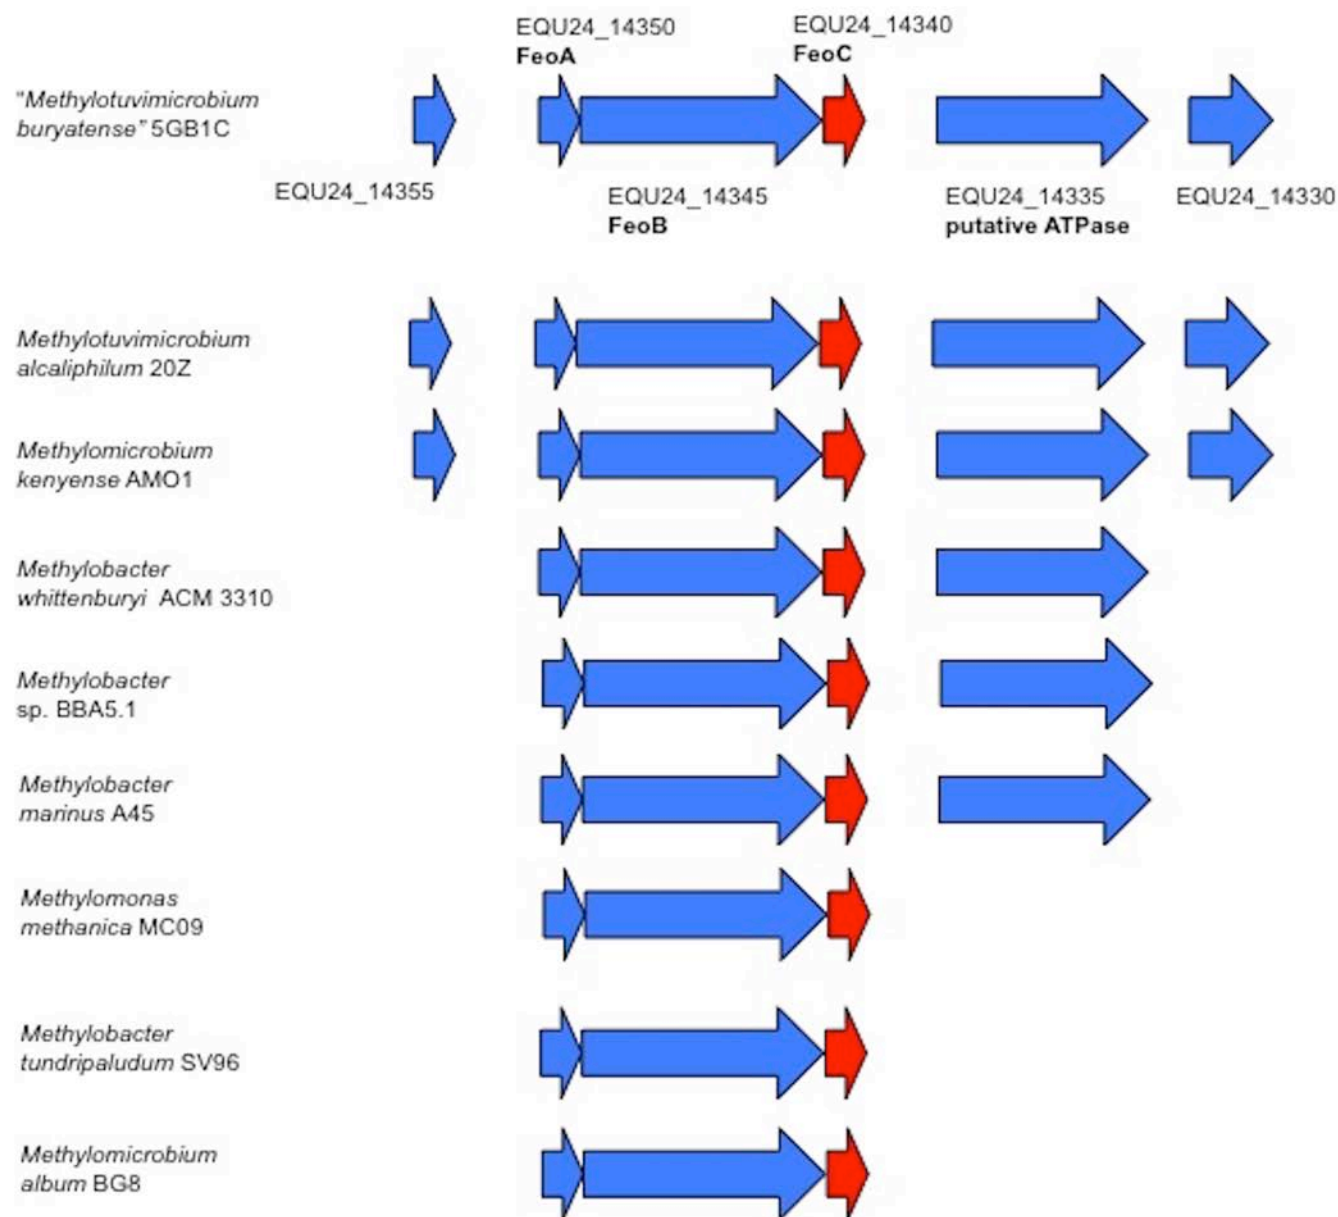 EQU24_14350
FeoA
EQU24_14340
FeoC
"Methylotuvimicrobium
buryatense" 5GB1C
EQU24_14355
EQU24_14345
FeoB
EQU24_14335
putative ATPase
EQU24_14330
Methylotuvimicrobium
alcaliphilum 20Z
Methylomicrobium
kenyense AMO1
Methylobacter
whittenburyi ACM 3310
Methylobacter
sp. BBA5.1
Methylobacter
marinus A45
Methylomonas
methanica MC09
Methylobacter
tundripaludum SV96
Methylomicrobium
album BG8